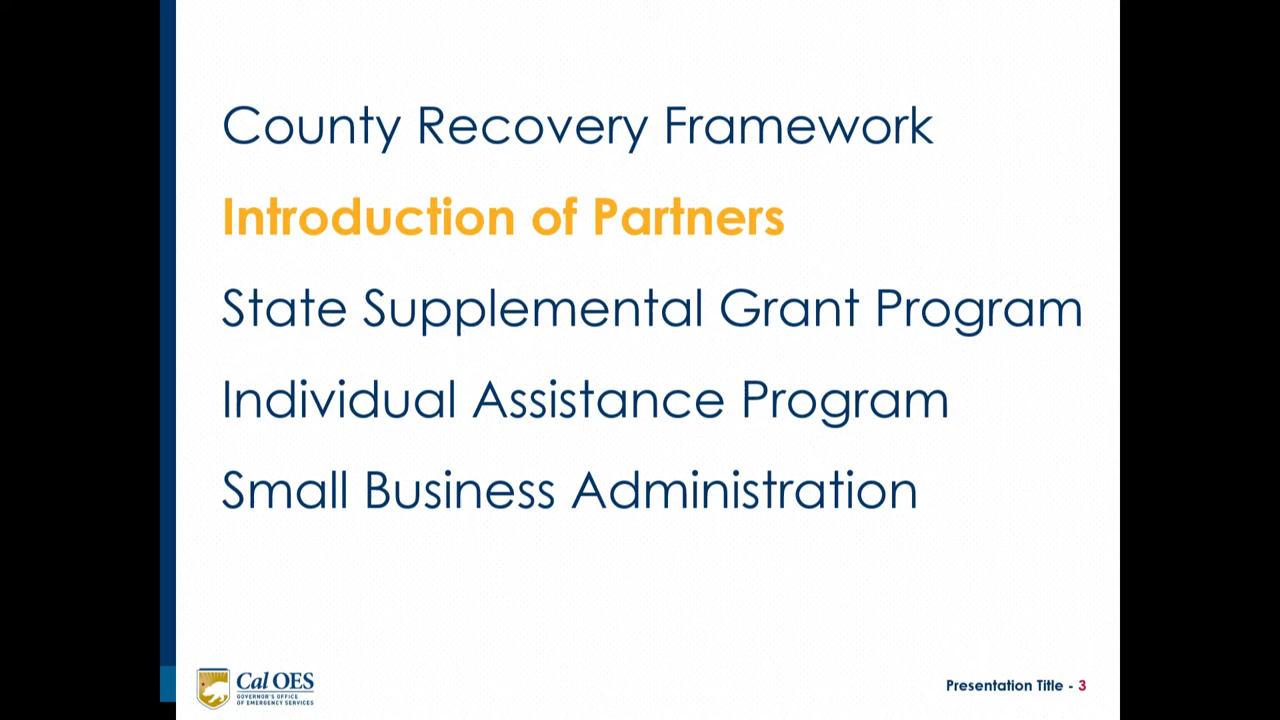 County Recovery Framework
Introduction of Partners
State Supplemental Grant Program
Individual Assistance Program
Small Business Administration
Cal OES
GOVERNOR'S OFFICE
OF EMERGENCY SERVICES
Presentation Title - 3